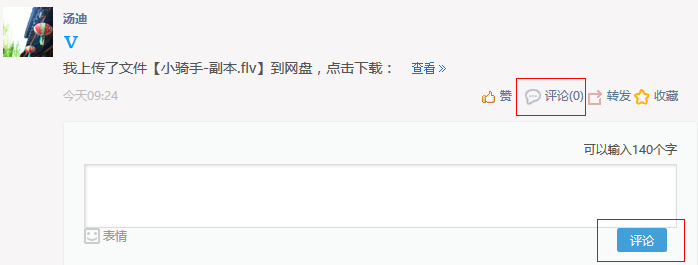 汤迪
V
我上传了文件【小骑手-副本.flv】到网盘，点击下载： 查看»
今天09:24 赞 评论(0) 转发 收藏
可以输入140个字
表情 评论